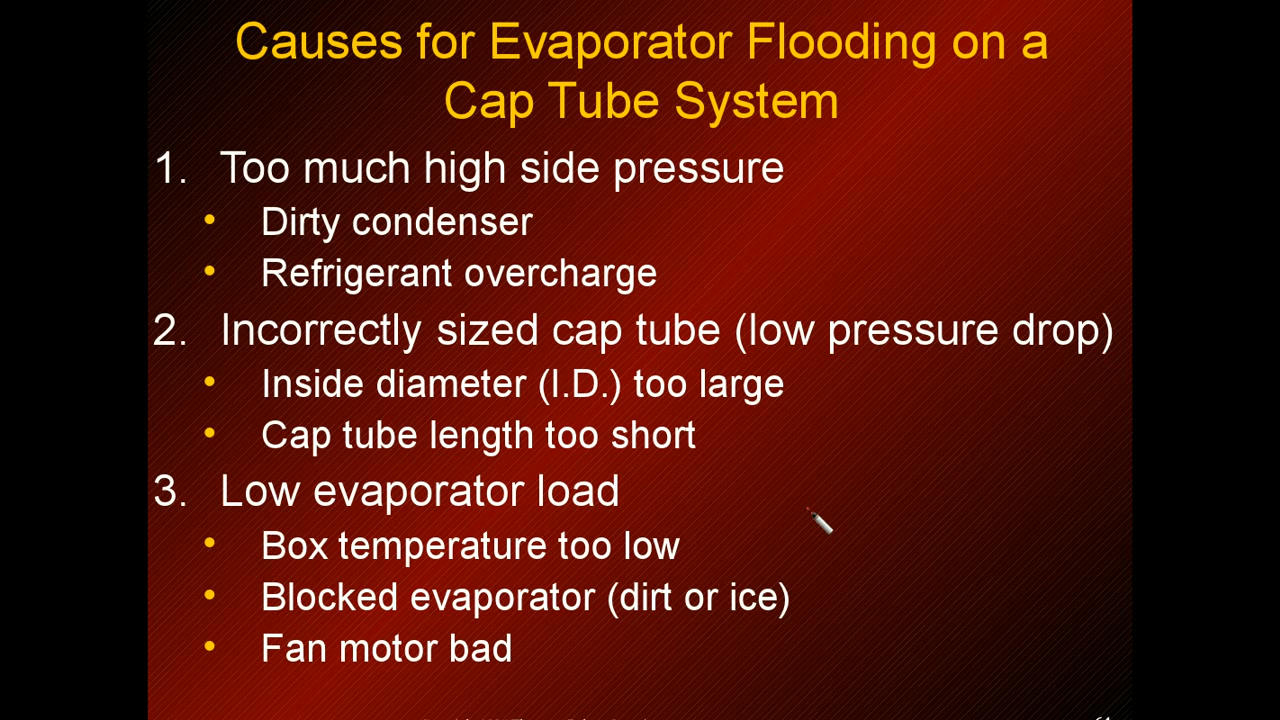 Causes for Evaporator Flooding on a
Cap Tube System
1. Too much high side pressure
• Dirty condenser
• Refrigerant overcharge
2. Incorrectly sized cap tube (low pressure drop)
• Inside diameter (I.D.) too large
• Cap tube length too short
3. Low evaporator load
• Box temperature too low
• Blocked evaporator (dirt or ice)
• Fan motor bad